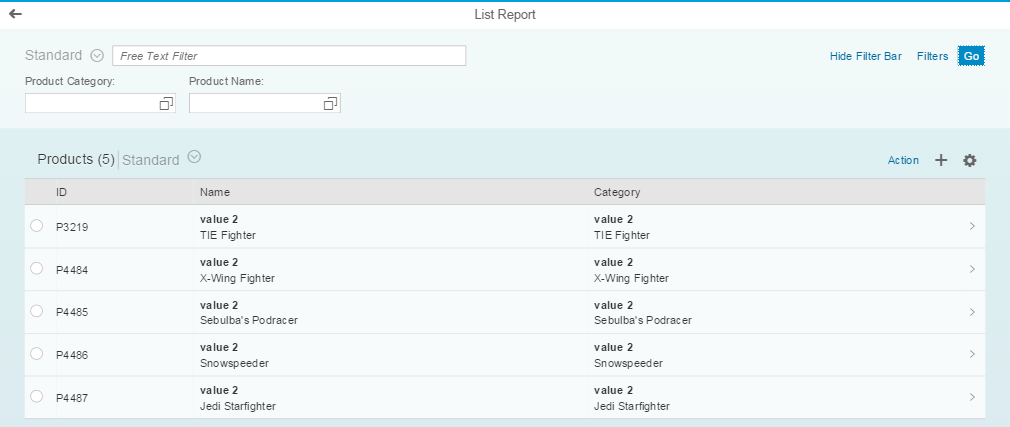 List Report
Standard Free Text Filter Hide Filter Bar Filters Go
Product Category: Product Name:
Products (5) Standard Action
ID Name Category
value 2 value 2
P3219 TIE Fighter TIE Fighter
value 2 value 2
P4484 X-Wing Fighter X-Wing Fighter
value 2 value 2
P4485 Sebulba's Podracer Sebulba's Podracer
value 2 value 2
P4486 Snowspeeder Snowspeeder
value 2 value 2
P4487 Jedi Starfighter Jedi Starfighter